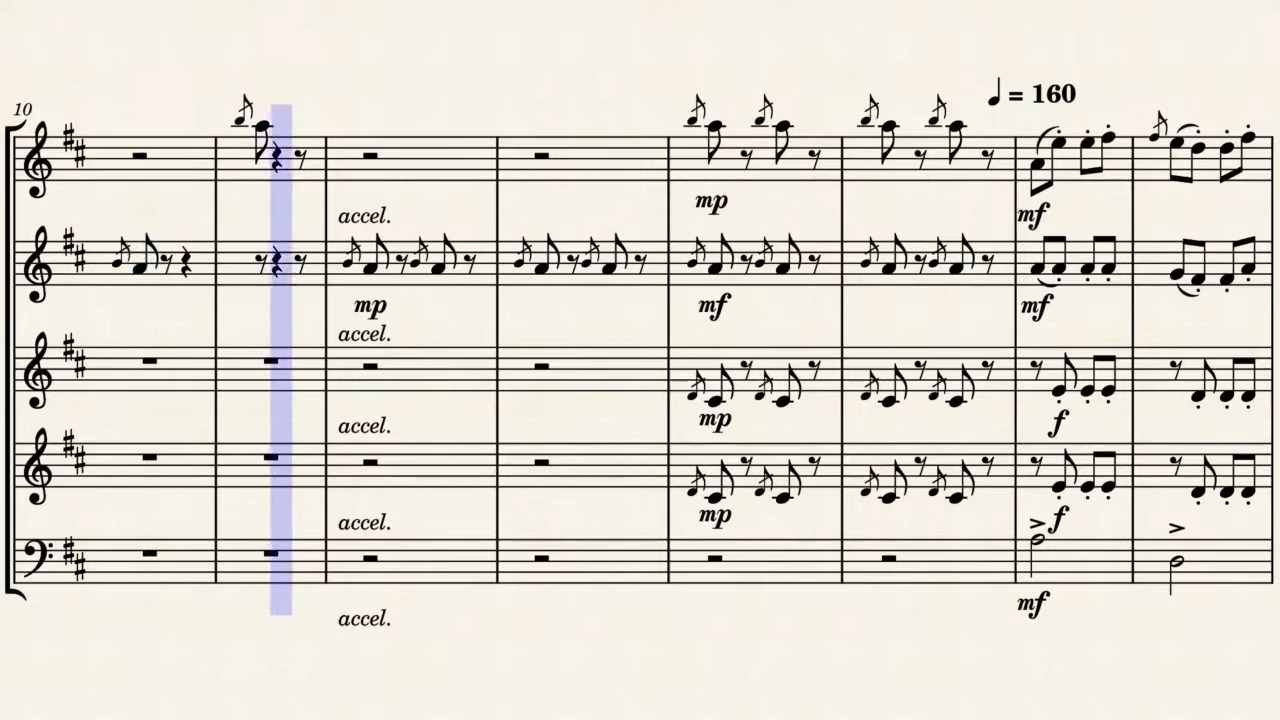 10
♩ = 160
mp
accel.
mf
mp
mf
mf
accel.
mp
f
accel.
mp
f
accel.
mf
accel.